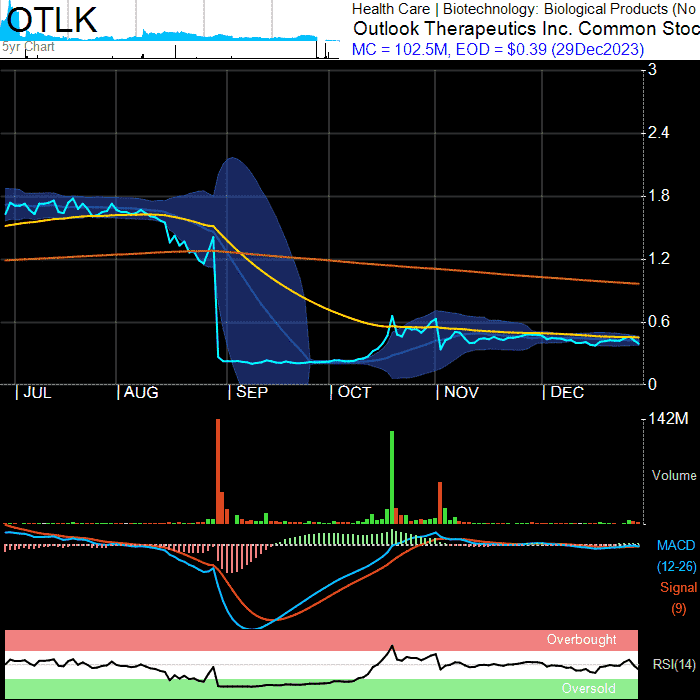 OTLK
5yr Chart
Health Care | Biotechnology: Biological Products (No
Outlook Therapeutics Inc. Common Stoc
MC = 102.5M, EOD = $0.39 (29Dec2023)
3
2.4
1.8
1.2
0.6
0
JUL AUG SEP OCT NOV DEC
142M
Volume
MACD
(12-26)
Signal
(9)
Overbought
RSI(14)
Oversold